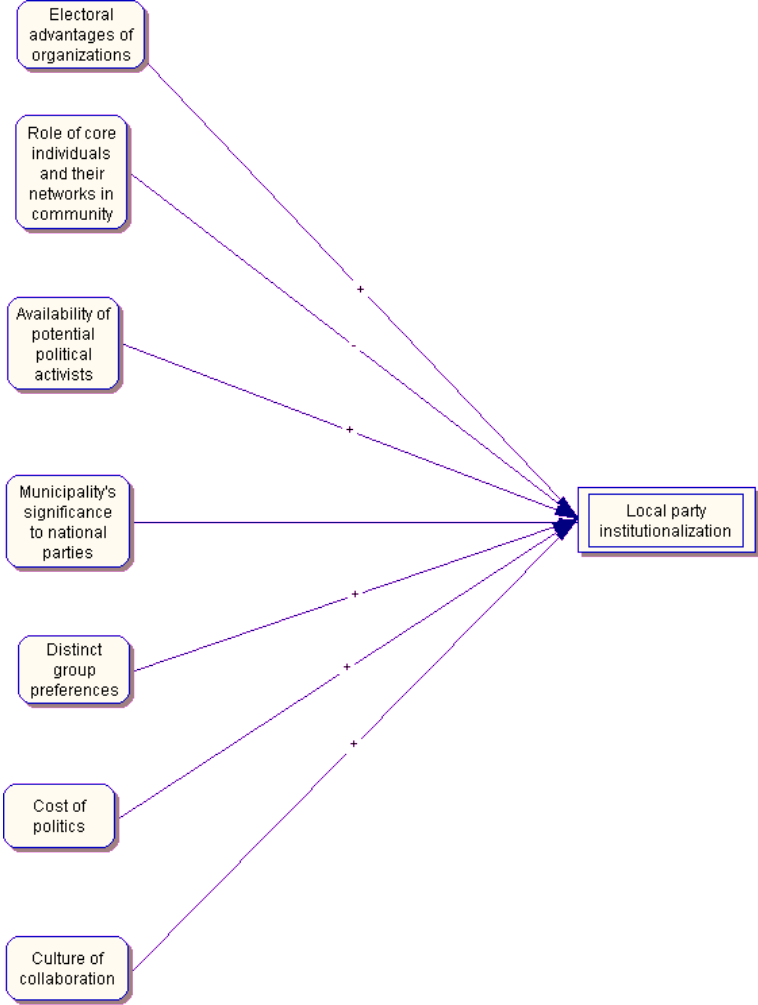 Electoral
advantages of
organizations
Role of core
individuals
and their
networks in
community
+
-
Availability of
potential
political
activists
+
Municipality's
significance
to national
parties
Local party
institutionalization
+
Distinct
group
preferences
+
+
Cost of
politics
Culture of
collaboration